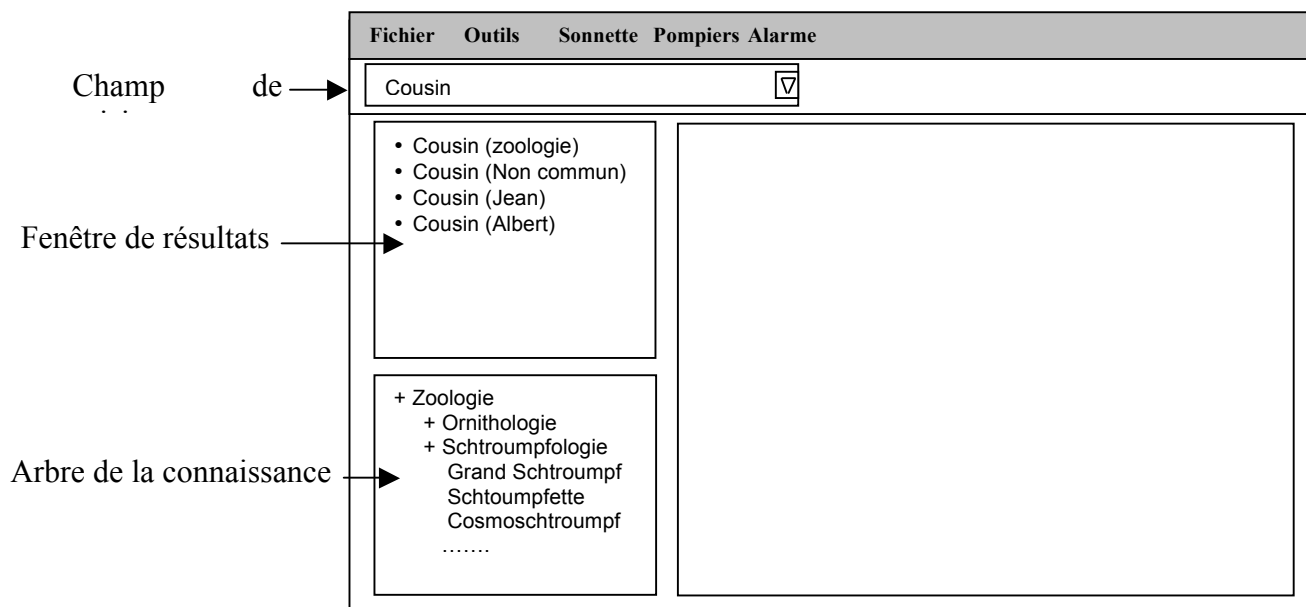 Fichier Outils Sonnette Pompiers Alarme
Champ de
Cousin
• Cousin (zoologie)
• Cousin (Non commun)
• Cousin (Jean)
• Cousin (Albert)
Fenêtre de résultats
+ Zoologie
+ Ornithologie
+ Schtroumpfologie
Grand Schtroumpf
Schtoumpfette
Cosmoschtroumpf
.......
Arbre de la connaissance